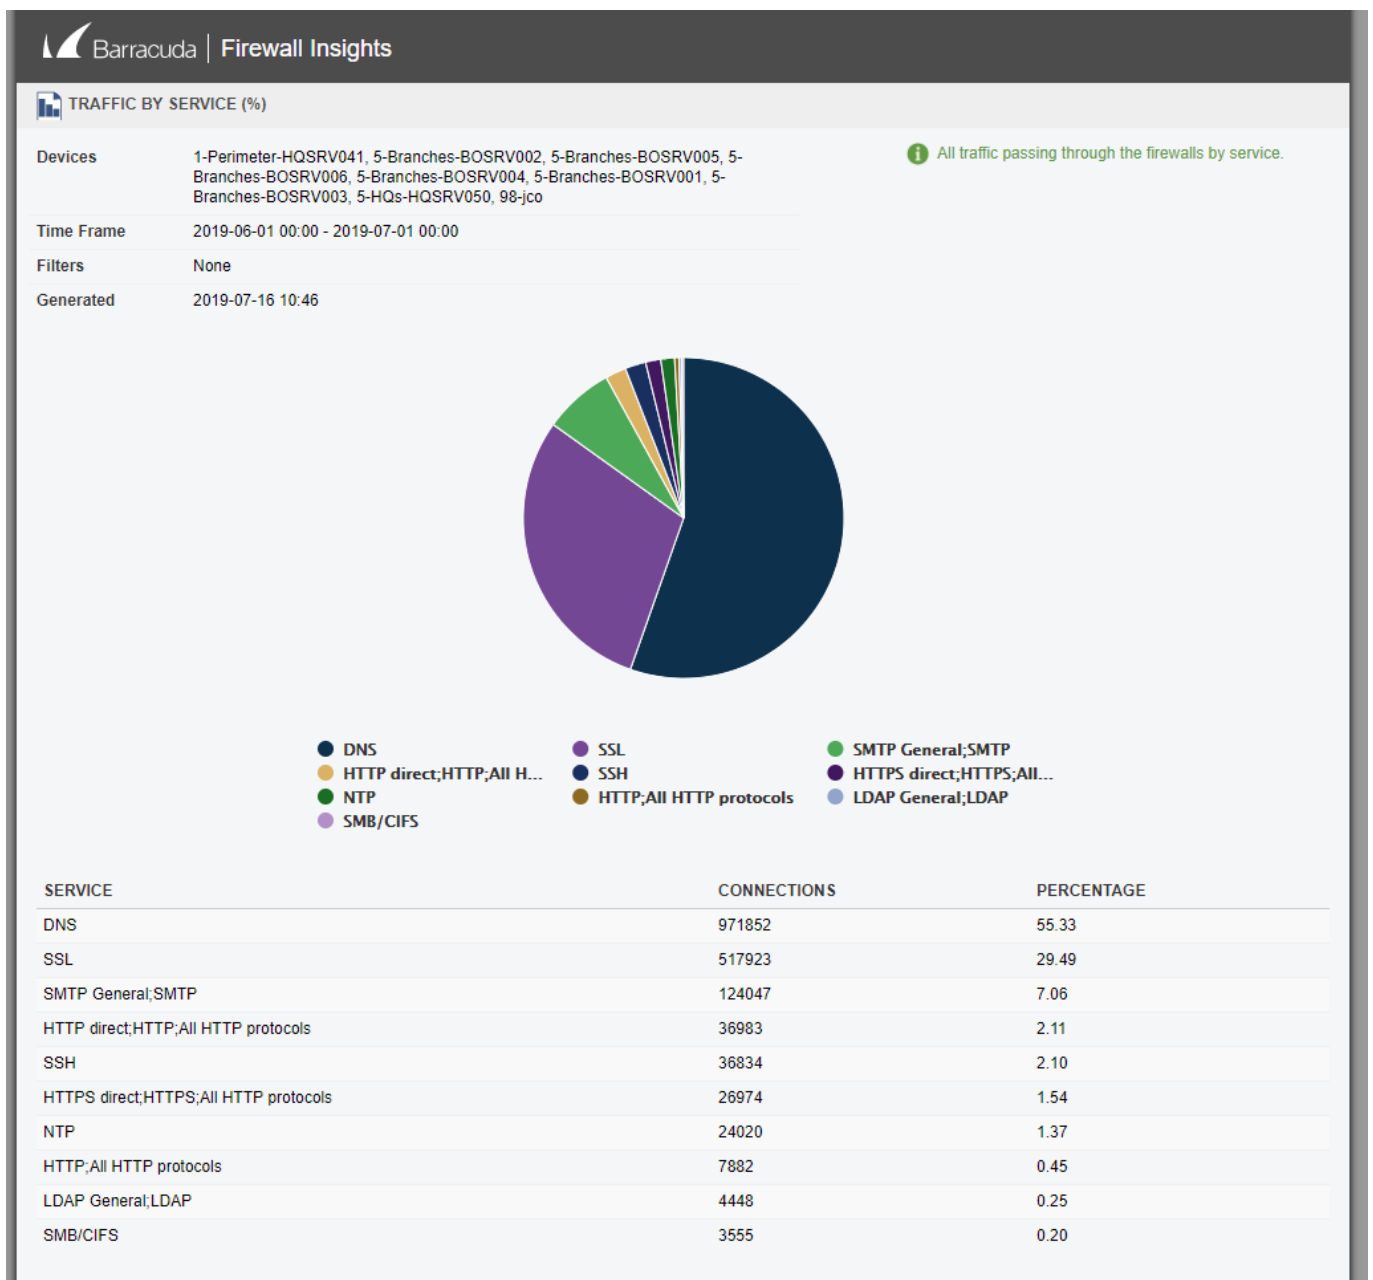 Barracuda | Firewall Insights
TRAFFIC BY SERVICE (%)
Devices 1-Perimeter-HQSRV041, 5-Branches-BOSRV002, 5-Branches-BOSRV005, 5-
Branches-BOSRV006, 5-Branches-BOSRV004, 5-Branches-BOSRV001, 5-
Branches-BOSRV003, 5-HQs-HQSRV050, 98-jco
All traffic passing through the firewalls by service.
Time Frame 2019-06-01 00:00 - 2019-07-01 00:00
Filters None
Generated 2019-07-16 10:46
DNS SSL SMTP General;SMTP
HTTP direct;HTTP;All H... SSH HTTPS direct;HTTPS;All...
NTP HTTP;All HTTP protocols LDAP General;LDAP
SMB/CIFS
SERVICE CONNECTIONS PERCENTAGE
DNS 971852 55.33
SSL 517923 29.49
SMTP General;SMTP 124047 7.06
HTTP direct;HTTP;All HTTP protocols 36983 2.11
SSH 36834 2.10
HTTPS direct;HTTPS;All HTTP protocols 26974 1.54
NTP 24020 1.37
HTTP;All HTTP protocols 7882 0.45
LDAP General;LDAP 4448 0.25
SMB/CIFS 3555 0.20